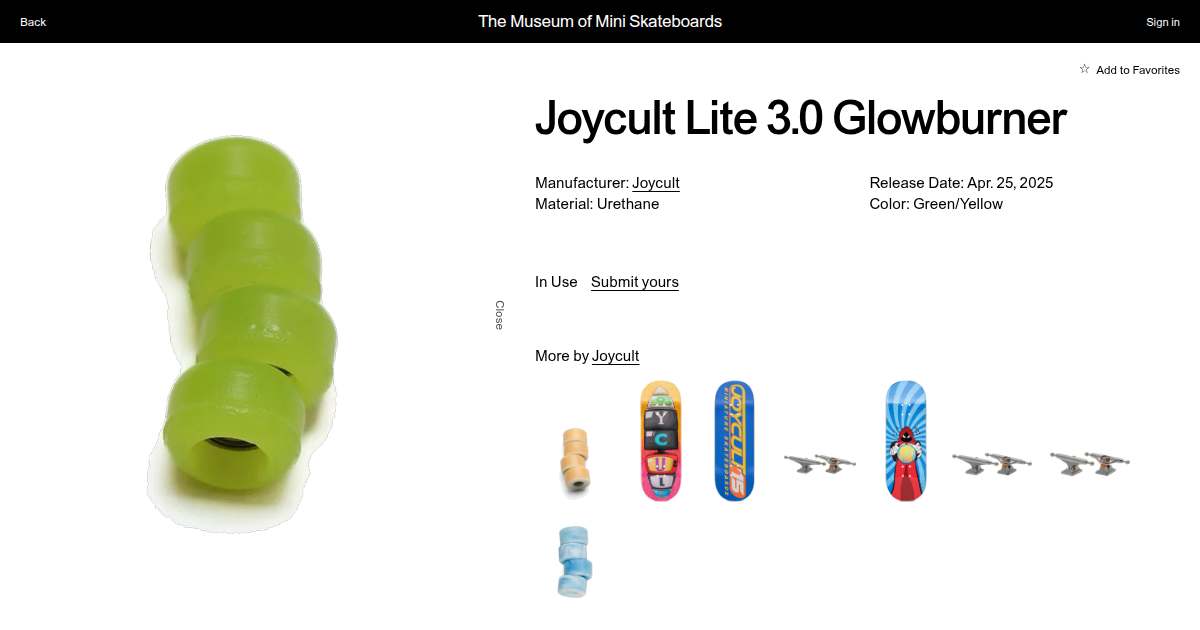 Back
The Museum of Mini Skateboards
Sign in
☆ Add to Favorites
Joycult Lite 3.0 Glowburner
Manufacturer: Joycult
Material: Urethane
Release Date: Apr. 25, 2025
Color: Green/Yellow
In Use Submit yours
Close
More by Joycult
Y
C
U
L
JOYCULT